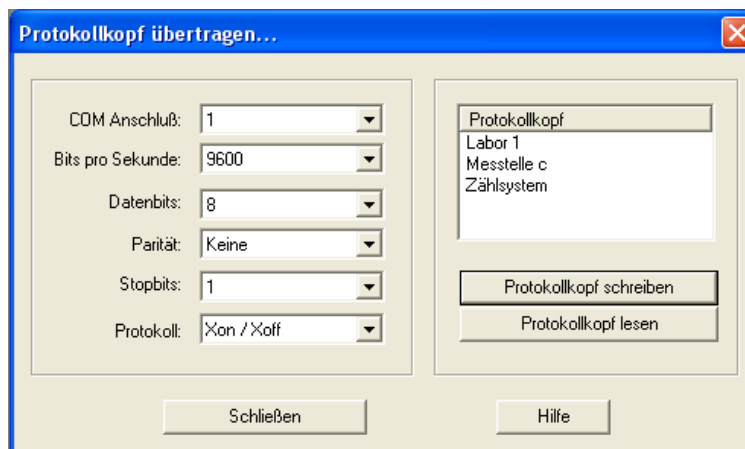 Protokollkopf übertragen...
COM Anschluß: 1
Bits pro Sekunde: 9600
Datenbits: 8
Parität: Keine
Stopbits: 1
Protokoll: Xon / Xoff
Protokollkopf
Labor 1
Messtelle c
Zählsystem
Protokollkopf schreiben
Protokollkopf lesen
Schließen
Hilfe